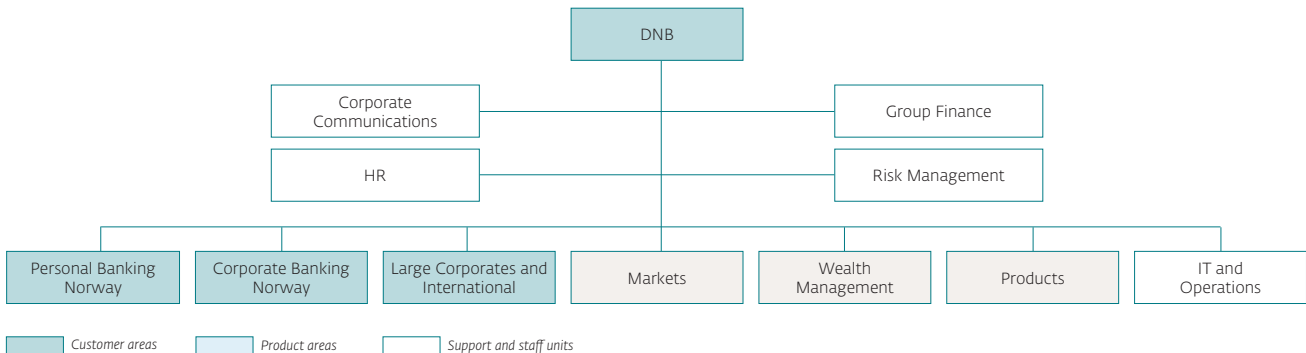 DNB
Corporate
Communications
Group Finance
HR
Risk Management
Personal Banking
Norway
Corporate Banking
Norway
Large Corporates and
International
Markets
Wealth
Management
Products
IT and
Operations
Customer areas
Product areas
Support and staff units